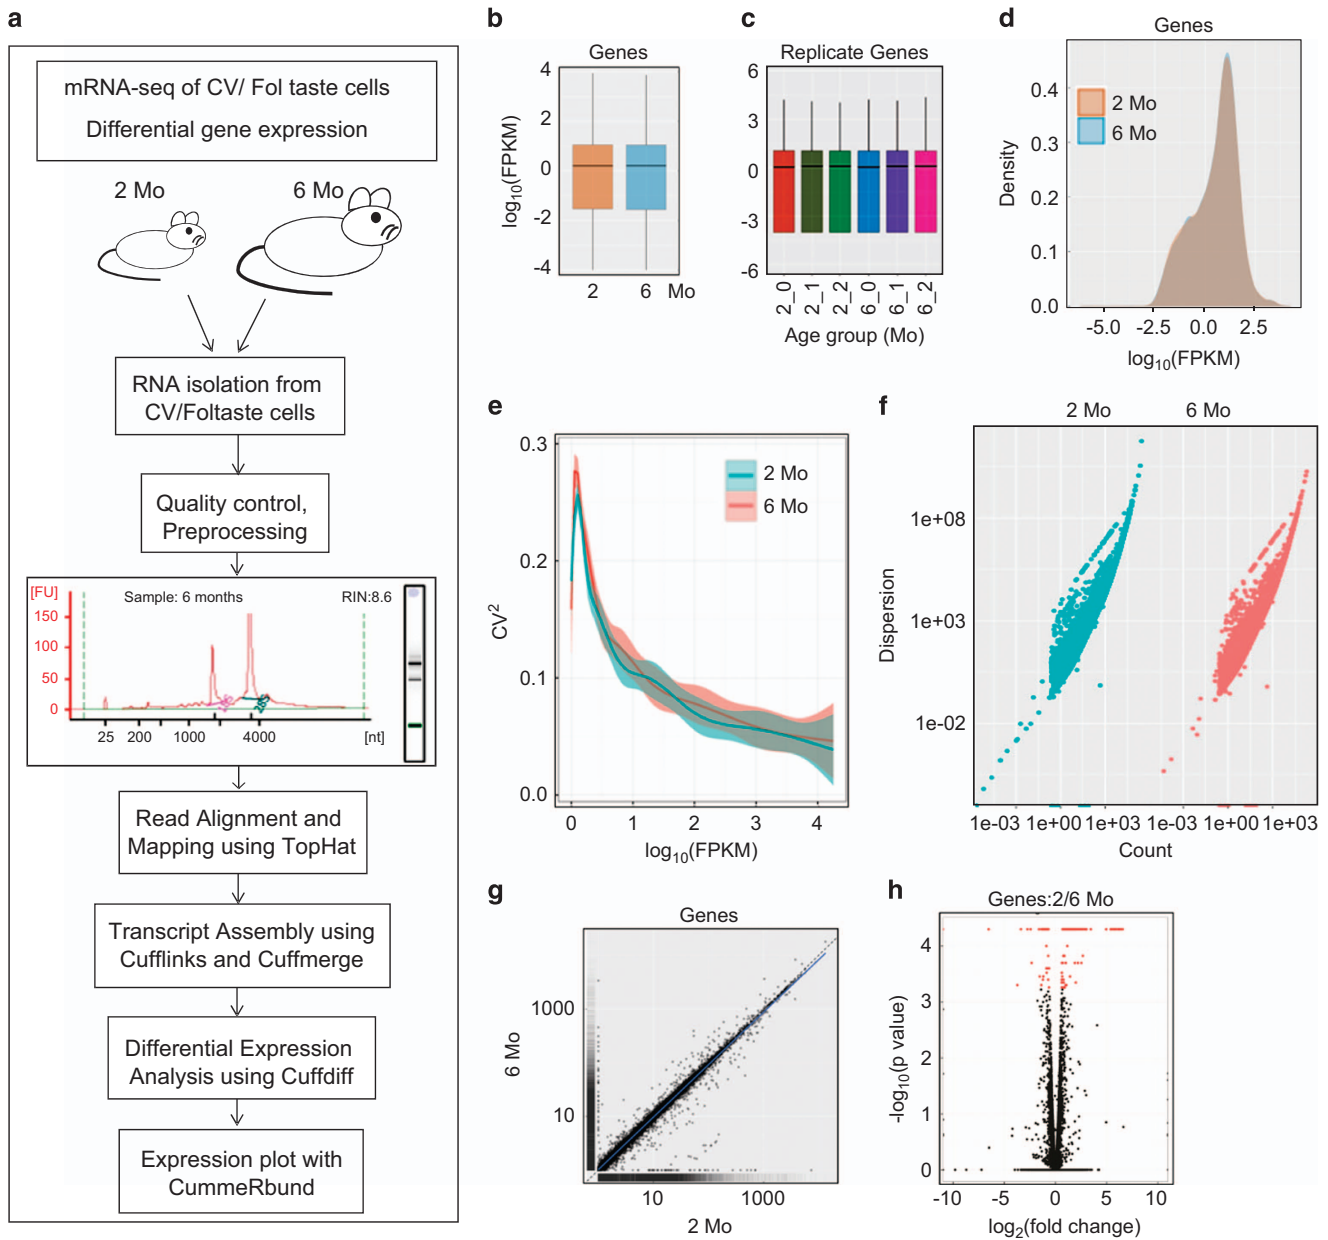 a
mRNA-seq of CV/ Fol taste cells
Differential gene expression
2 Mo
6 Mo
RNA isolation from
CV/Foltaste cells
Quality control,
Preprocessing
[FU]
Sample: 6 months
RIN:8.6
150
100
50
0
25 200 1000 4000 [nt]
Read Alignment and
Mapping using TopHat
Transcript Assembly using
Cufflinks and Cuffmerge
Differential Expression
Analysis using Cuffdiff
Expression plot with
CummeRbund
b
Genes
log10(FPKM)
4
2
0
-2
-4
2 6 Mo
c
Replicate Genes
6
3
0
-3
-6
2_0 2_1 2_2 6_0 6_1 6_2
Age group (Mo)
d
Genes
2 Mo
6 Mo
Density
0.4
0.3
0.2
0.1
0.0
-5.0 -2.5 0.0 2.5
log10(FPKM)
e
0.3
0.2
0.1
0.0
CV2
2 Mo
6 Mo
0 1 2 3 4
log10(FPKM)
f
2 Mo 6 Mo
Dispersion
1e+08
1e+03
1e-02
1e-03 1e+00 1e+03 1e-03 1e+00 1e+03
Count
g
Genes
6 Mo
1000
10
10 1000
2 Mo
h
Genes:2/6 Mo
-log10(p value)
4
3
2
1
0
-10 -5 0 5 10
log2(fold change)